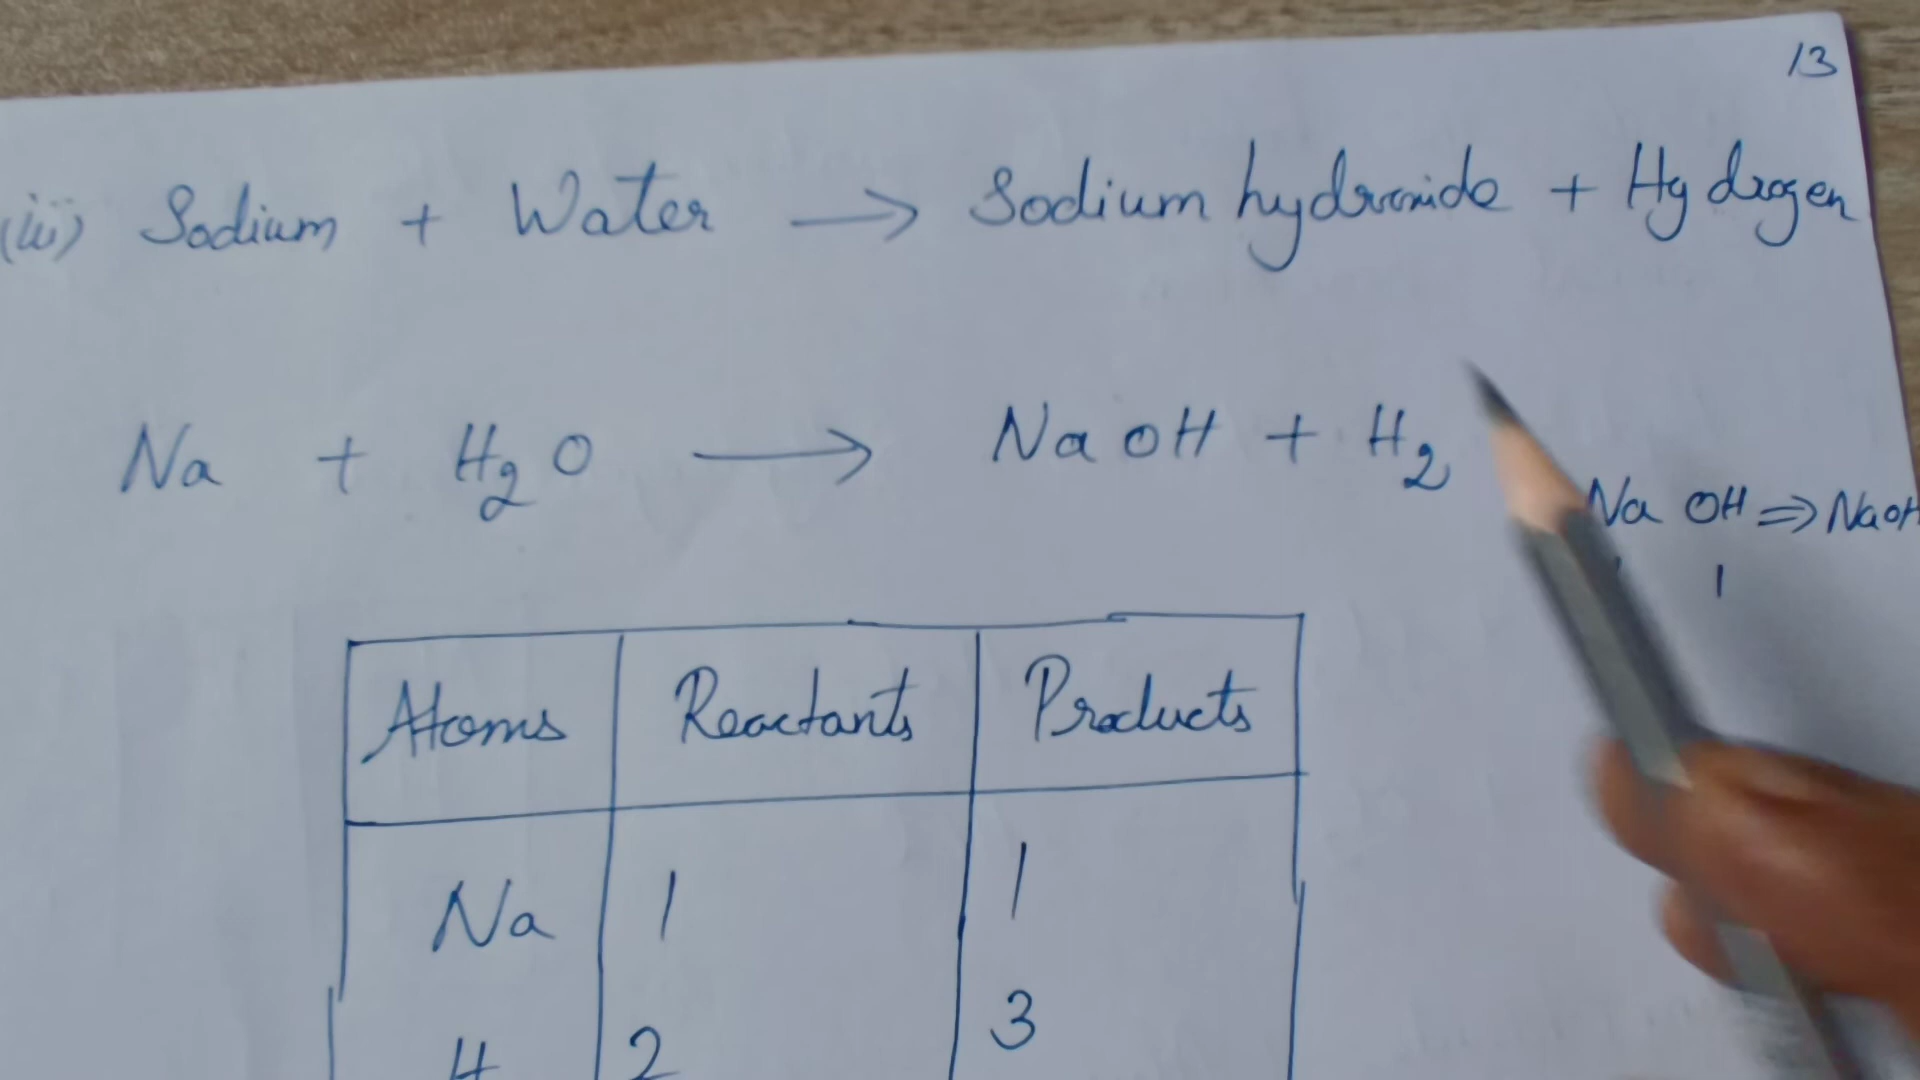 13
(iii) Sodium + Water → Sodium hydroxide + Hydrogen
Na + H₂O → NaOH + H₂
Na OH ⇒ NaOH
1
Atoms Reactants Products
Na 1 1
H 2 3